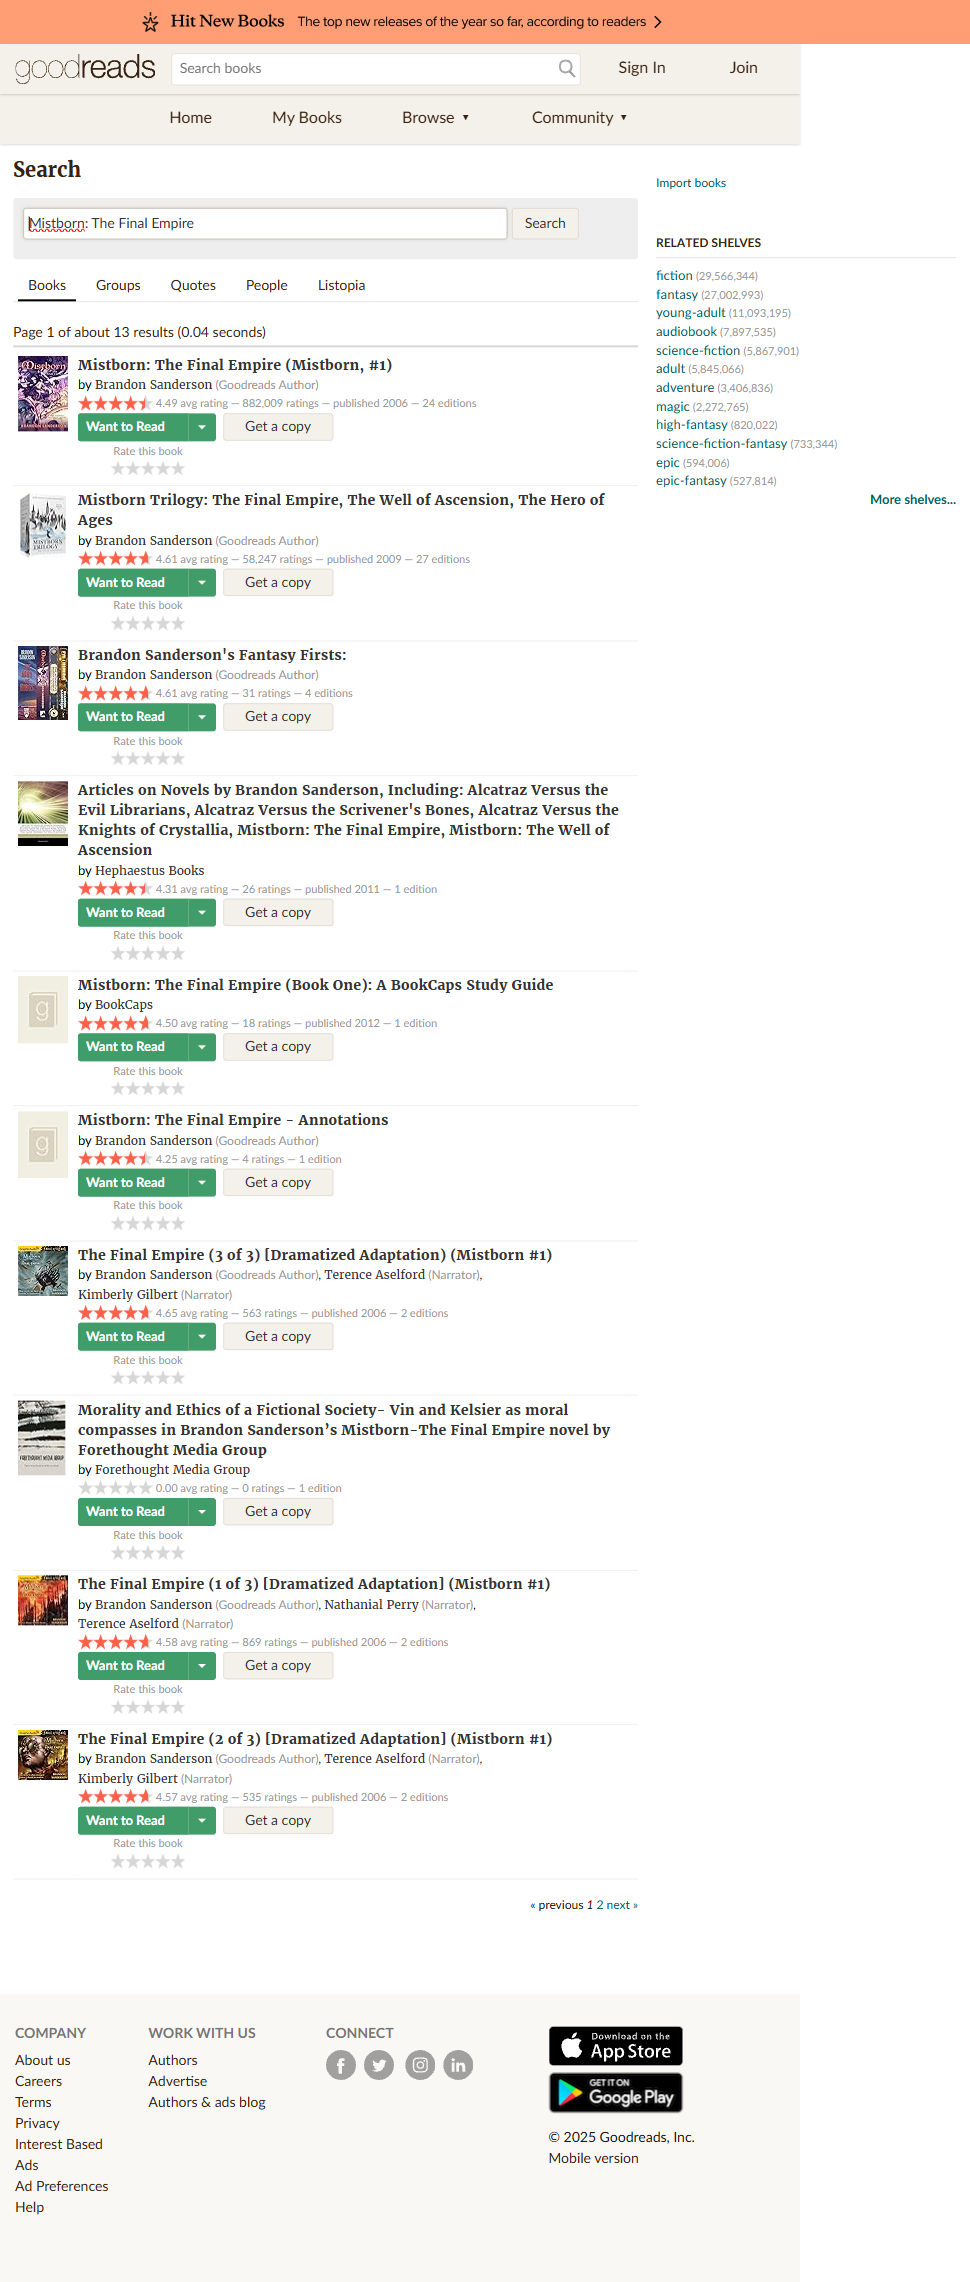 Hit New Books The top new releases of the year so far, according to readers
goodreads Search books Sign In Join
Home My Books Browse ▾ Community ▾
Search
Import books
Mistborn: The Final Empire Search
RELATED SHELVES
fiction (29,566,344)
fantasy (27,002,993)
young-adult (11,093,195)
audiobook (7,897,535)
science-fiction (5,867,901)
adult (5,845,066)
adventure (3,406,836)
magic (2,272,765)
high-fantasy (820,022)
science-fiction-fantasy (733,344)
epic (594,006)
epic-fantasy (527,814)
More shelves...
Books Groups Quotes People Listopia
Page 1 of about 13 results (0.04 seconds)
Mistborn
BRANDON SANDERSON
Mistborn: The Final Empire (Mistborn, #1)
by Brandon Sanderson (Goodreads Author)
4.49 avg rating — 882,009 ratings — published 2006 — 24 editions
Want to Read Get a copy
Rate this book
MISTBORN
TRILOGY
Mistborn Trilogy: The Final Empire, The Well of Ascension, The Hero of
Ages
by Brandon Sanderson (Goodreads Author)
4.61 avg rating — 58,247 ratings — published 2009 — 27 editions
Want to Read Get a copy
Rate this book
Brandon Sanderson's Fantasy Firsts:
by Brandon Sanderson (Goodreads Author)
4.61 avg rating — 31 ratings — 4 editions
Want to Read Get a copy
Rate this book
Articles on Novels by Brandon Sanderson, Including: Alcatraz Versus the
Evil Librarians, Alcatraz Versus the Scrivener's Bones, Alcatraz Versus the
Knights of Crystallia, Mistborn: The Final Empire, Mistborn: The Well of
Ascension
by Hephaestus Books
4.31 avg rating — 26 ratings — published 2011 — 1 edition
Want to Read Get a copy
Rate this book
g
Mistborn: The Final Empire (Book One): A BookCaps Study Guide
by BookCaps
4.50 avg rating — 18 ratings — published 2012 — 1 edition
Want to Read Get a copy
Rate this book
g
Mistborn: The Final Empire - Annotations
by Brandon Sanderson (Goodreads Author)
4.25 avg rating — 4 ratings — 1 edition
Want to Read Get a copy
Rate this book
The Final Empire (3 of 3) [Dramatized Adaptation) (Mistborn #1)
by Brandon Sanderson (Goodreads Author), Terence Aselford (Narrator),
Kimberly Gilbert (Narrator)
4.65 avg rating — 563 ratings — published 2006 — 2 editions
Want to Read Get a copy
Rate this book
FORETHOUGHT MEDIA GROUP
Morality and Ethics of a Fictional Society- Vin and Kelsier as moral
compasses in Brandon Sanderson’s Mistborn-The Final Empire novel by
Forethought Media Group
by Forethought Media Group
0.00 avg rating — 0 ratings — 1 edition
Want to Read Get a copy
Rate this book
The Final Empire (1 of 3) [Dramatized Adaptation] (Mistborn #1)
by Brandon Sanderson (Goodreads Author), Nathanial Perry (Narrator),
Terence Aselford (Narrator)
4.58 avg rating — 869 ratings — published 2006 — 2 editions
Want to Read Get a copy
Rate this book
The Final Empire (2 of 3) [Dramatized Adaptation] (Mistborn #1)
by Brandon Sanderson (Goodreads Author), Terence Aselford (Narrator),
Kimberly Gilbert (Narrator)
4.57 avg rating — 535 ratings — published 2006 — 2 editions
Want to Read Get a copy
Rate this book
« previous 1 2 next »
COMPANY
About us
Careers
Terms
Privacy
Interest Based
Ads
Ad Preferences
Help
WORK WITH US
Authors
Advertise
Authors & ads blog
CONNECT
Download on the
App Store
GET IT ON
Google Play
© 2025 Goodreads, Inc.
Mobile version